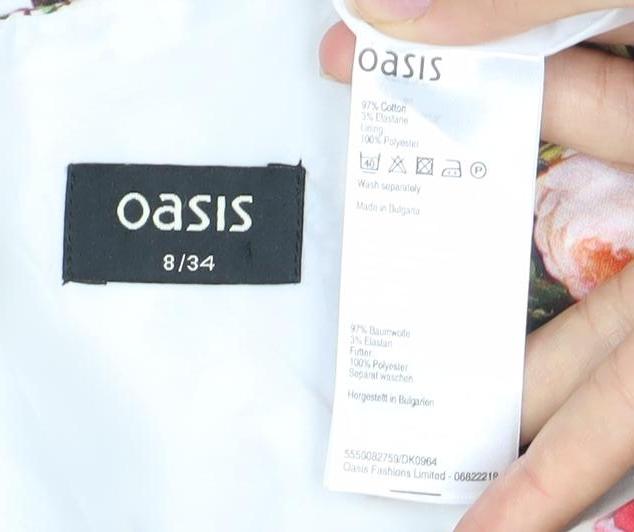 oasis
8/34
oasis
97% Cotton
3% Elastane
Lining
100% Polyester
40
P
Wash separately
Made in Bulgaria
97% Baumwolle
3% Elastan
Futter
100% Polyester
Separat waschen
Hergestellt in Bulgarien
5550082759/DK0964
Oasis Fashions Limited - 06822218